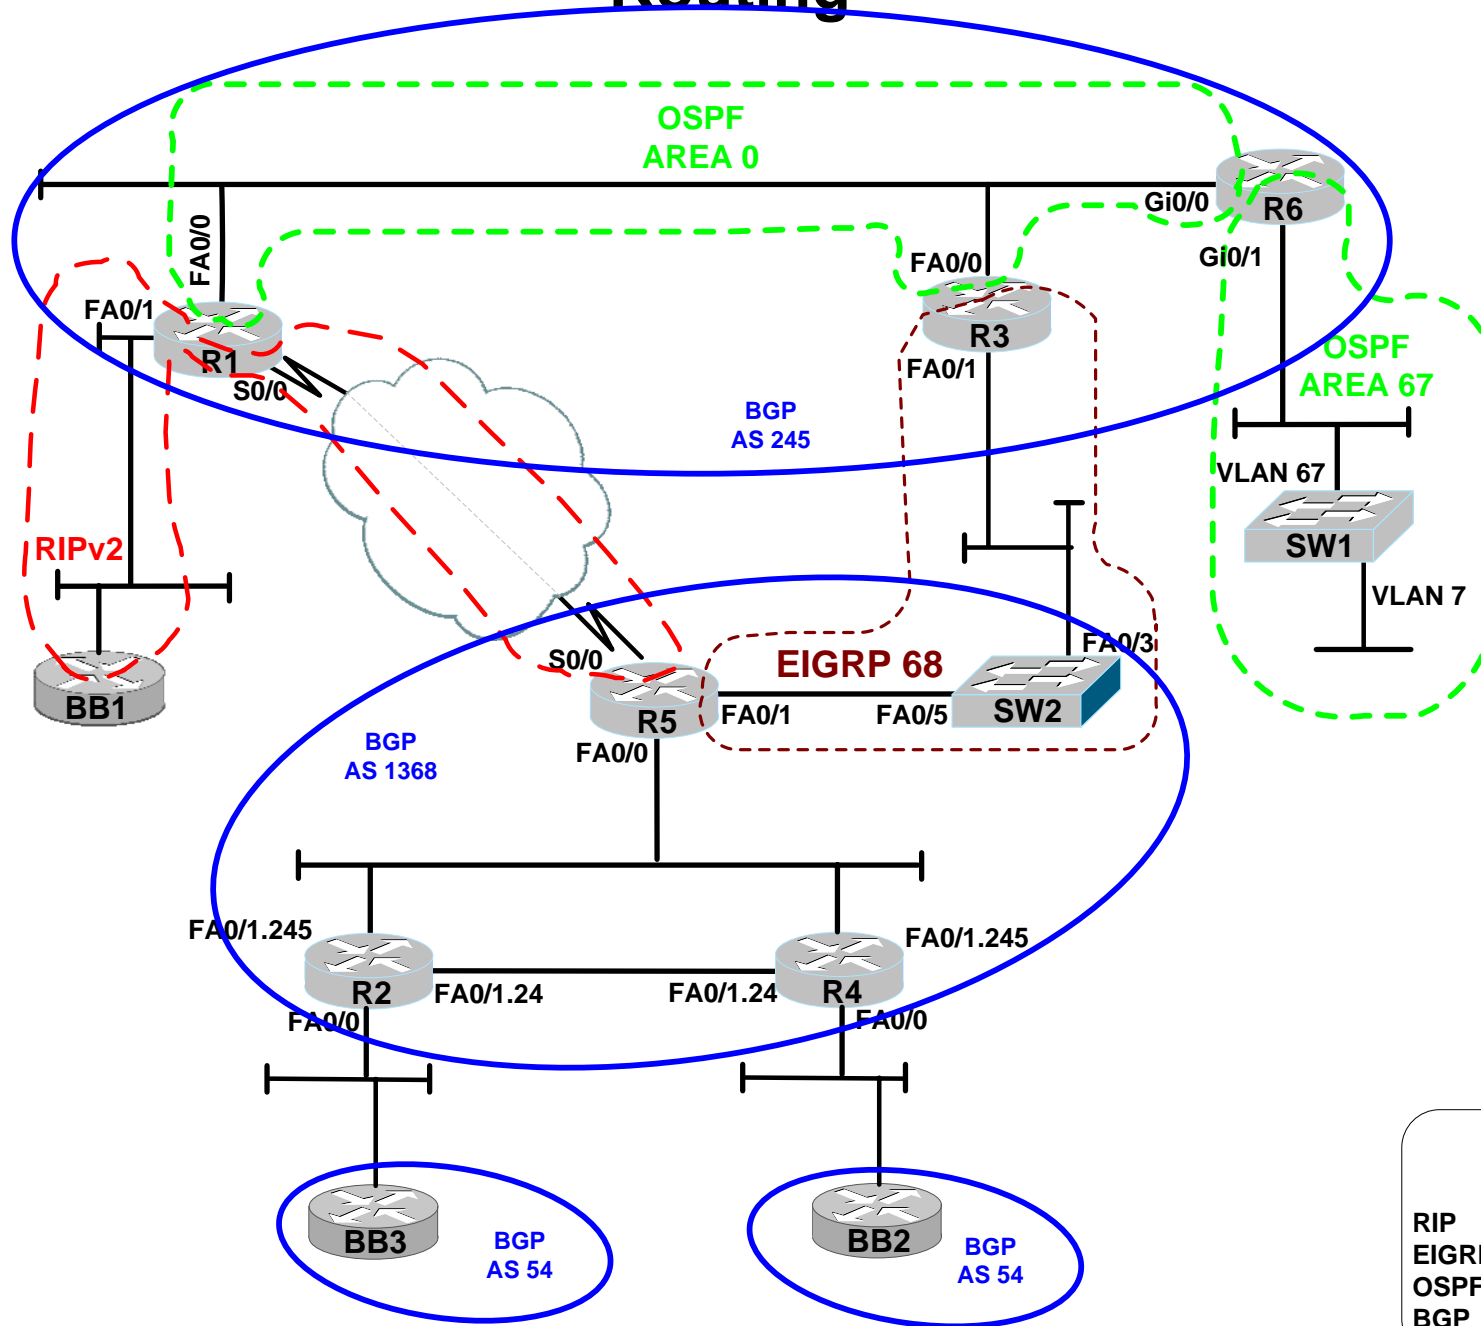 Routing
OSPF
AREA 0
Gi0/0
R6
FA0/0
FA0/0
Gi0/1
FA0/1
R1
R3
FA0/1
S0/0
OSPF
AREA 67
BGP
AS 245
VLAN 67
SW1
RIPv2
VLAN 7
FA0/3
S0/0
EIGRP 68
BB1
R5
FA0/1
FA0/5
SW2
BGP
AS 1368
FA0/0
FA0/1.245
FA0/1.245
R2
FA0/1.24
FA0/1.24
R4
FA0/0
FA0/0
BB3
BGP
AS 54
BB2
BGP
AS 54
RIP
EIGR
OSPF
BGP